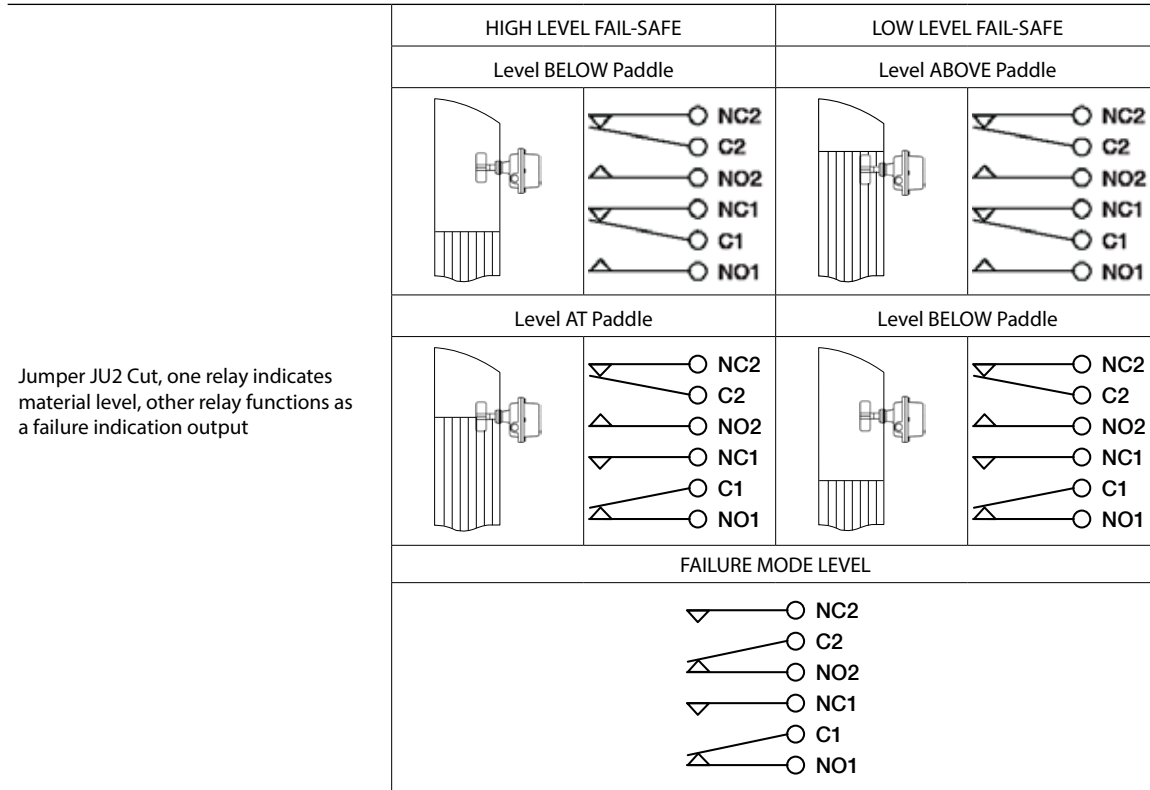 HIGH LEVEL FAIL-SAFE
LOW LEVEL FAIL-SAFE
Level BELOW Paddle
Level ABOVE Paddle
NC2
C2
NO2
NC1
C1
NO1
NC2
C2
NO2
NC1
C1
NO1
Level AT Paddle
Level BELOW Paddle
Jumper JU2 Cut, one relay indicates
material level, other relay functions as
a failure indication output
NC2
C2
NO2
NC1
C1
NO1
NC2
C2
NO2
NC1
C1
NO1
FAILURE MODE LEVEL
NC2
C2
NO2
NC1
C1
NO1